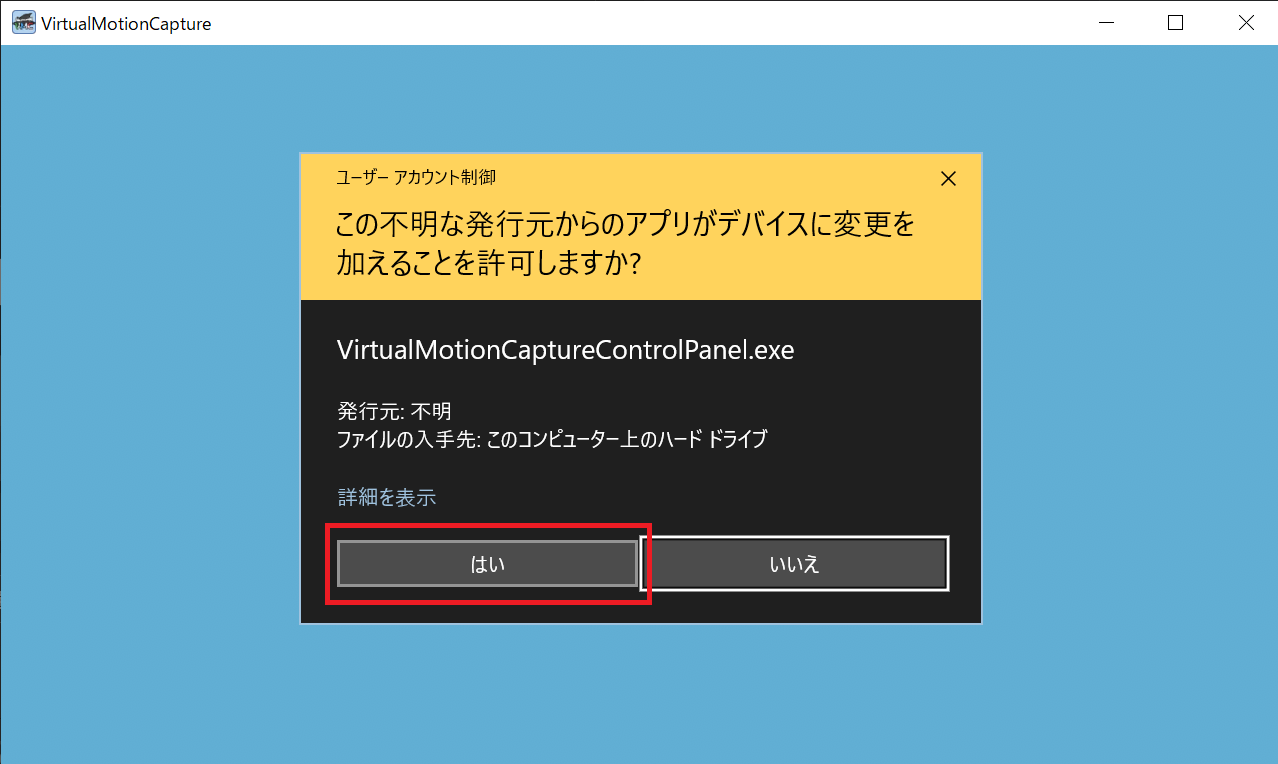 VirtualMotionCapture
ユーザー アカウント制御
この不明な発行元からのアプリがデバイスに変更を
加えることを許可しますか?
VirtualMotionCaptureControlPanel.exe
発行元: 不明
ファイルの入手先: このコンピューター上のハード ドライブ
詳細を表示
はい
いいえ